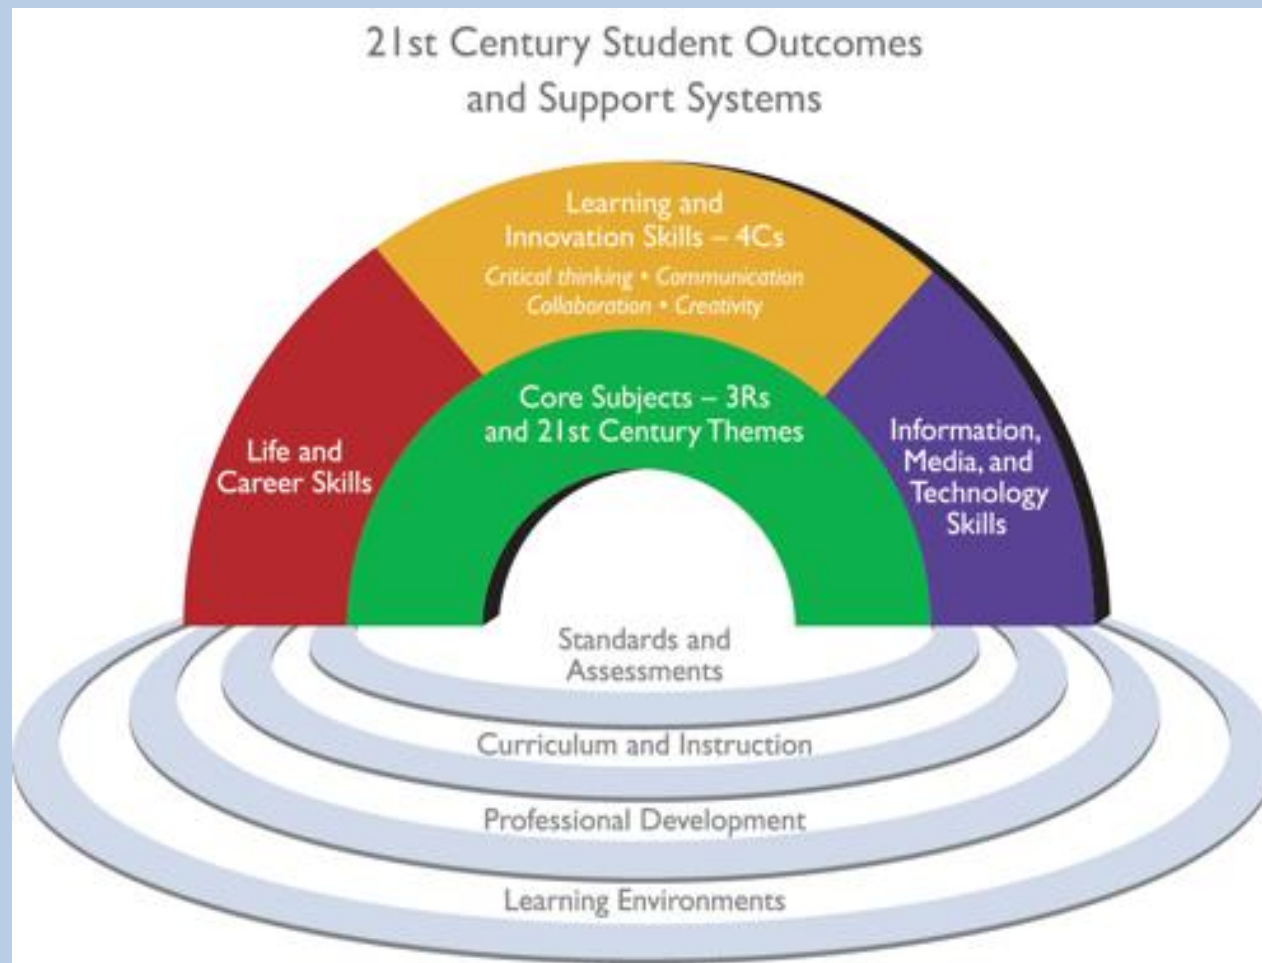 21st Century Student Outcomes
and Support Systems
Learning and
Innovation Skills – 4Cs
Critical thinking • Communication
Collaboration • Creativity
Core Subjects – 3Rs
and 21st Century Themes
Life and
Career Skills
Information,
Media, and
Technology
Skills
Standards and
Assessments
Curriculum and Instruction
Professional Development
Learning Environments